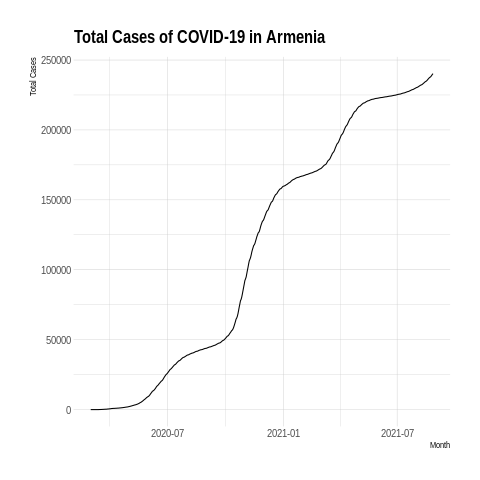 Total Cases of COVID-19 in Armenia
Total Cases
250000
200000
150000
100000
50000
0
2020-07 2021-01 2021-07
Month